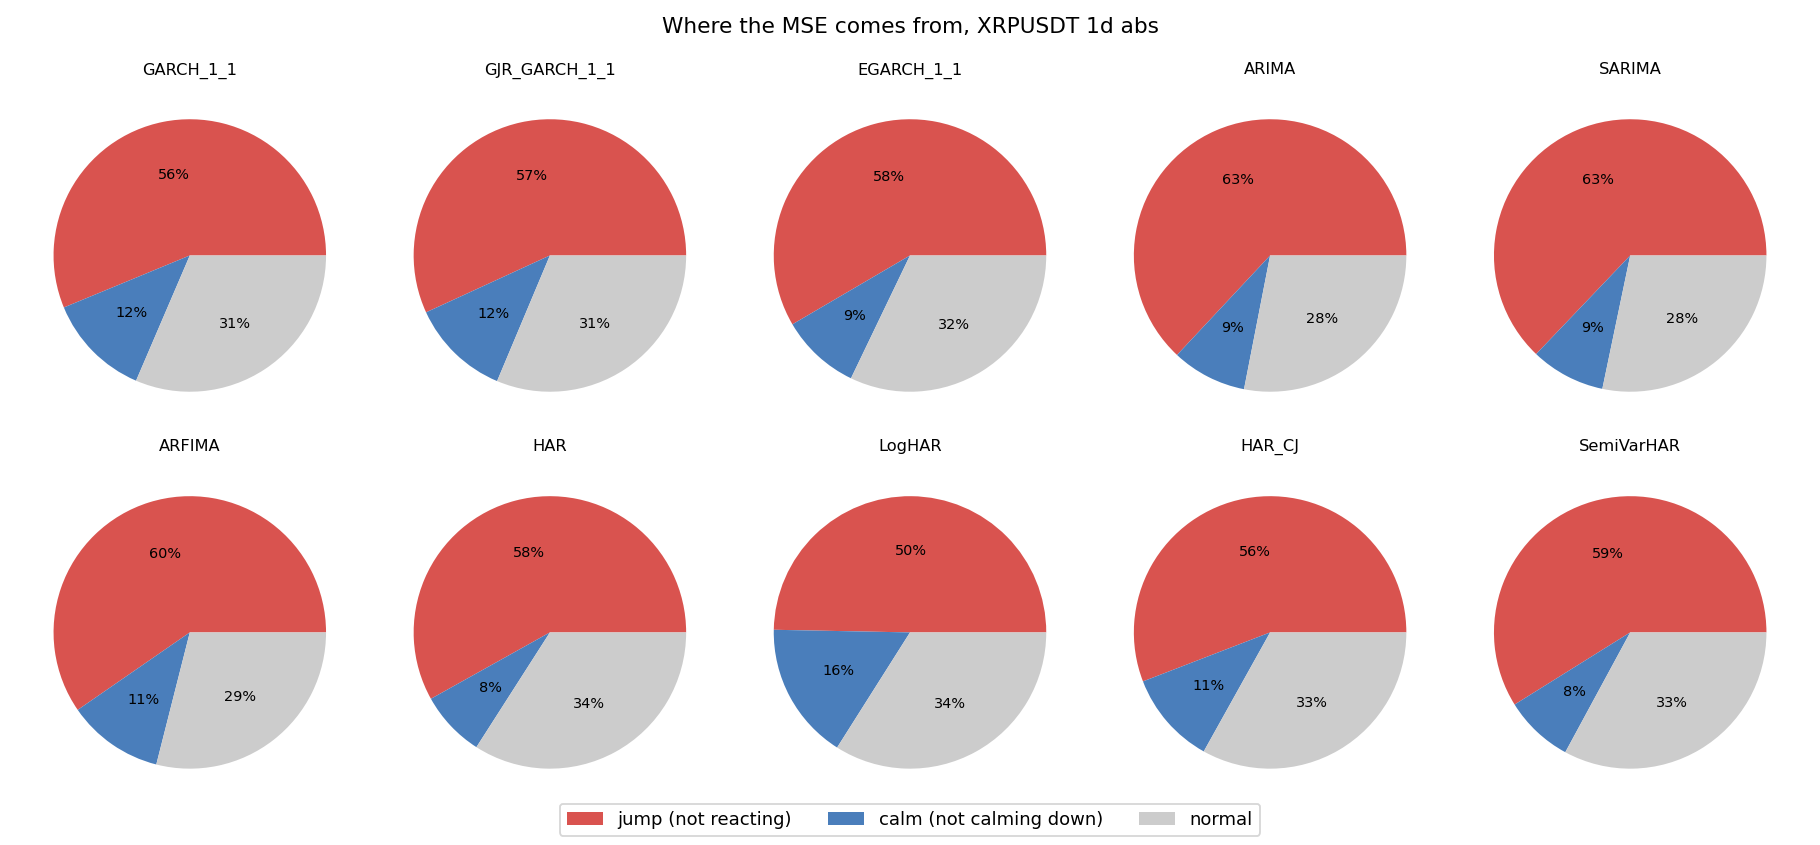 Where the MSE comes from, XRPUSDT 1d abs
GARCH_1_1
GJR_GARCH_1_1
EGARCH_1_1
ARIMA
SARIMA
56%
12%
31%
57%
12%
31%
58%
9%
32%
63%
9%
28%
63%
9%
28%
ARFIMA
HAR
LogHAR
HAR_CJ
SemiVarHAR
60%
11%
29%
58%
8%
34%
50%
16%
34%
56%
11%
33%
59%
8%
33%
jump (not reacting)
calm (not calming down)
normal